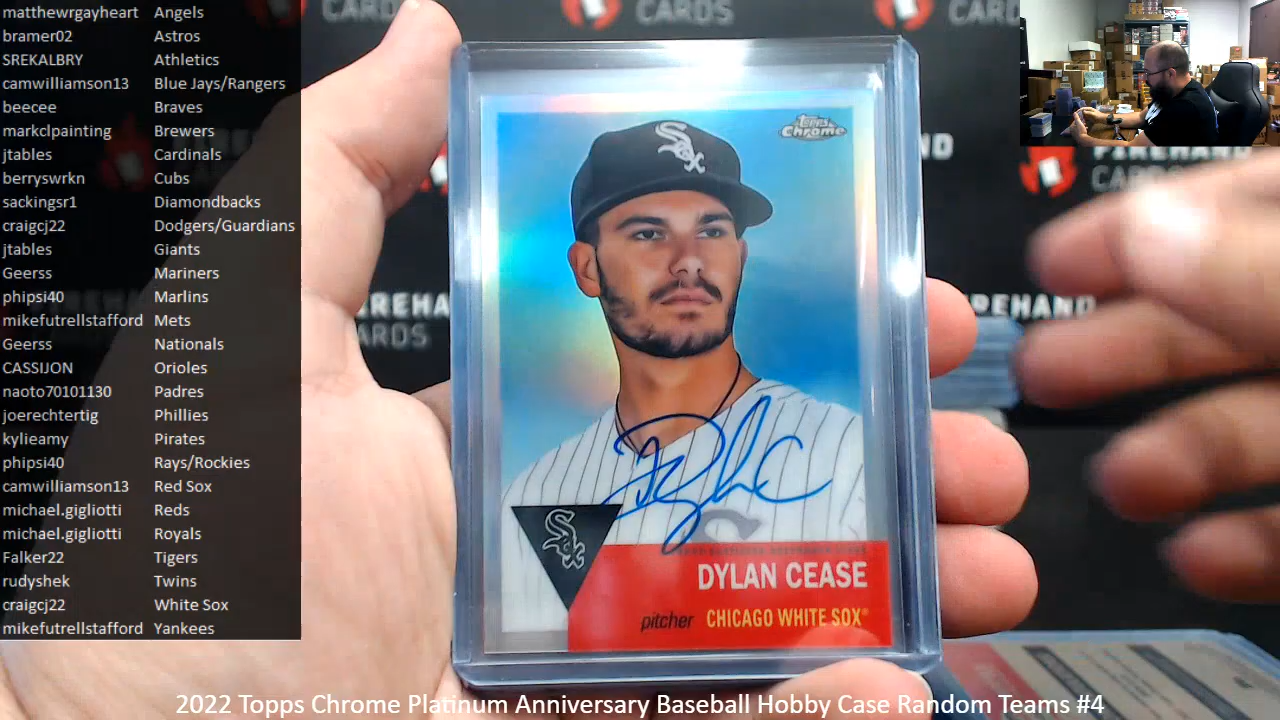 matthewrgayheart Angels
bramer02 Astros
SREKALBRY Athletics
camwilliamson13 Blue Jays/Rangers
beecee Braves
markclpainting Brewers
jtables Cardinals
berryswrkn Cubs
sackingsr1 Diamondbacks
craigcj22 Dodgers/Guardians
jtables Giants
Geerss Mariners
phipsi40 Marlins
mikefutrellstafford Mets
Geerss Nationals
CASSIJON Orioles
naoto70101130 Padres
joerechtertig Phillies
kylieamy Pirates
phipsi40 Rays/Rockies
camwilliamson13 Red Sox
michael.gigliotti Reds
michael.gigliotti Royals
Falker22 Tigers
rudyshek Twins
craigcj22 White Sox
mikefutrellstafford Yankees
CARDS
CARDS
FIREHAND
CARDS
Topps
Chrome
Sox
Sox
DYLAN CEASE
pitcher CHICAGO WHITE SOX
2022 Topps Chrome Platinum Anniversary Baseball Hobby Case Random Teams #4